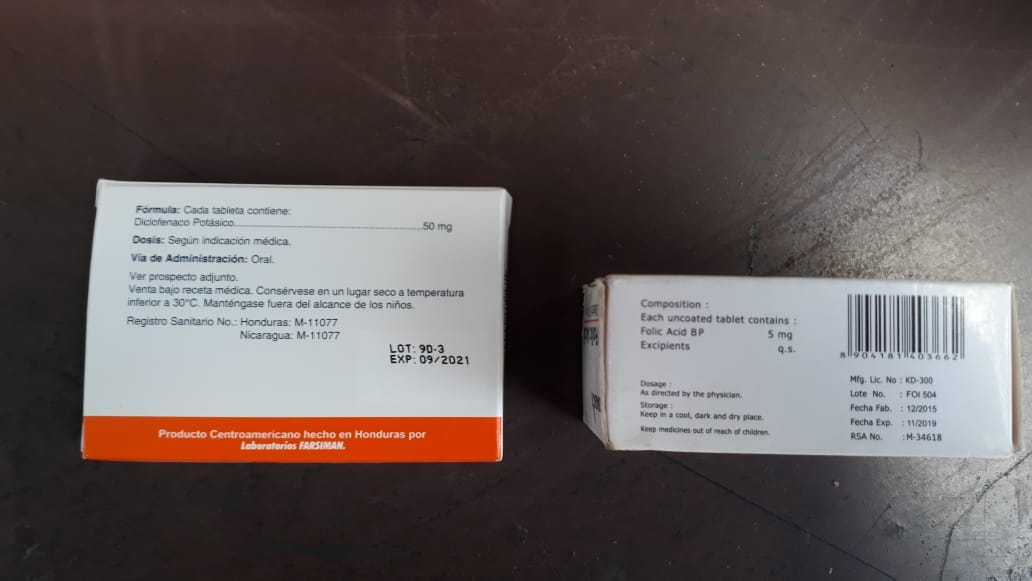 Fórmula: Cada tableta contiene:
Diclofenaco Potásico..........................................50 mg
Dosis: Según indicación médica.
Vía de Administración: Oral.
Ver prospecto adjunto.
Venta bajo receta médica. Consérvese en un lugar seco a temperatura
inferior a 30°C. Manténgase fuera del alcance de los niños.
Registro Sanitario No.: Honduras: M-11077
Nicaragua: M-11077
LOT: 9D-3
EXP: 09/2021
Producto Centroamericano hecho en Honduras por
Laboratorios FARSIMAN.
Composition :
Each uncoated tablet contains :
Folic Acid BP 5 mg
Excipients q.s.
Dosage :
As directed by the physician.
Storage :
Keep in a cool, dark and dry place.
Keep medicines out of reach of children.
8 904181 403662
Mfg. Lic. No : KD-300
Lote No. : FOI 504
Fecha Fab. : 12/2015
Fecha Exp. : 11/2019
RSA No. : M-34618